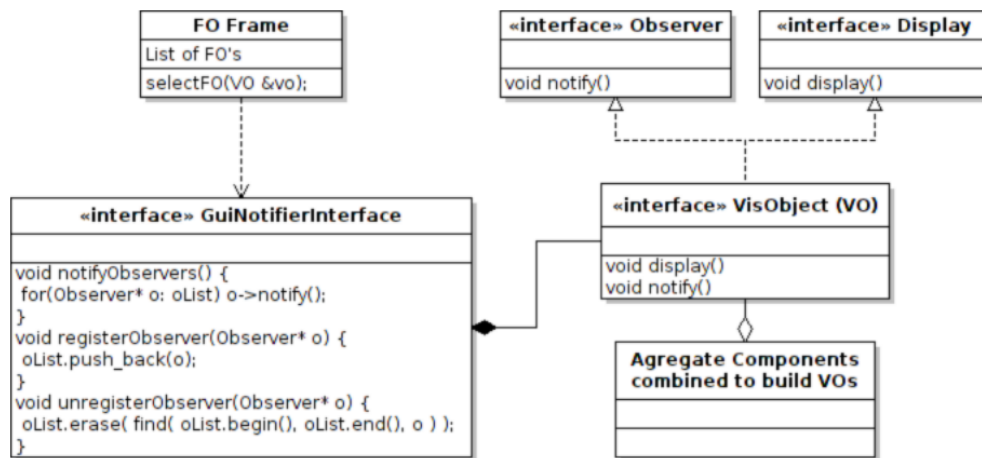 FO Frame
List of FO's
selectFO(VO &vo);
«interface» Observer
void notify()
«interface» Display
void display()
«interface» GuiNotifierInterface
void notifyObservers() {
for(Observer* o: oList) o->notify();
}
void registerObserver(Observer* o) {
oList.push_back(o);
}
void unregisterObserver(Observer* o) {
oList.erase( find( oList.begin(), oList.end(), o ) );
}
«interface» VisObject (VO)
void display()
void notify()
Agregate Components
combined to build VOs